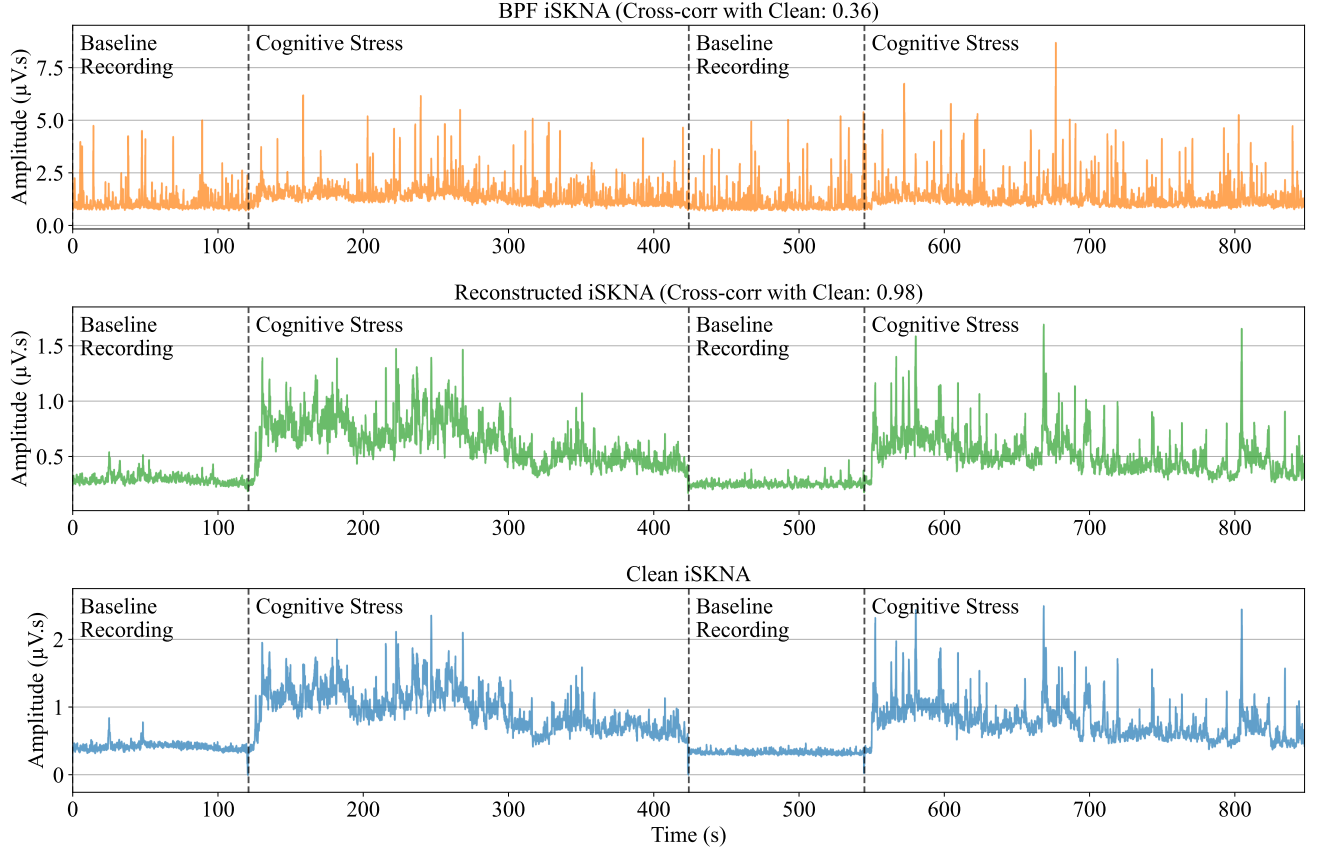 BPF iSKNA (Cross-corr with Clean: 0.36)
Baseline
Recording
Cognitive Stress
Baseline
Recording
Cognitive Stress
Amplitude (µV.s)
7.5
5.0
2.5
0.0
0 100 200 300 400 500 600 700 800
Reconstructed iSKNA (Cross-corr with Clean: 0.98)
Baseline
Recording
Cognitive Stress
Baseline
Recording
Cognitive Stress
Amplitude (µV.s)
1.5
1.0
0.5
0 100 200 300 400 500 600 700 800
Clean iSKNA
Baseline
Recording
Cognitive Stress
Baseline
Recording
Cognitive Stress
Amplitude (µV.s)
2
1
0
0 100 200 300 400 500 600 700 800
Time (s)